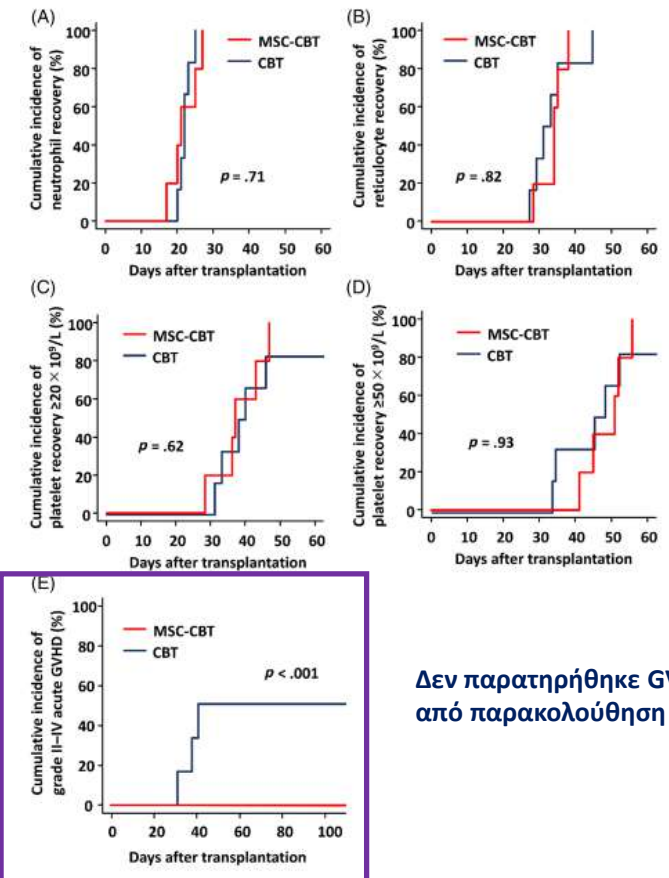 (A)
Cumulative incidence of
neutrophil recovery (%)
100
80
60
40
20
0
MSC-CBT
CBT
p = .71
0 10 20 30 40 50 60
Days after transplantation
(B)
Cumulative incidence of
reticulocyte recovery (%)
100
80
60
40
20
0
MSC-CBT
CBT
p = .82
0 10 20 30 40 50 60
Days after transplantation
(C)
Cumulative incidence of
platelet recovery ≥20 × 10⁹/L (%)
100
80
60
40
20
0
MSC-CBT
CBT
p = .62
0 10 20 30 40 50 60
Days after transplantation
(D)
Cumulative incidence of
platelet recovery ≥50 × 10⁹/L (%)
100
80
60
40
20
0
MSC-CBT
CBT
p = .93
0 10 20 30 40 50 60
Days after transplantation
(E)
Cumulative incidence of
grade II–IV acute GVHD (%)
100
80
60
40
20
0
MSC-CBT
CBT
p < .001
0 20 40 60 80 100
Days after transplantation
Δεν παρατηρήθηκε
από παρακολούθηση